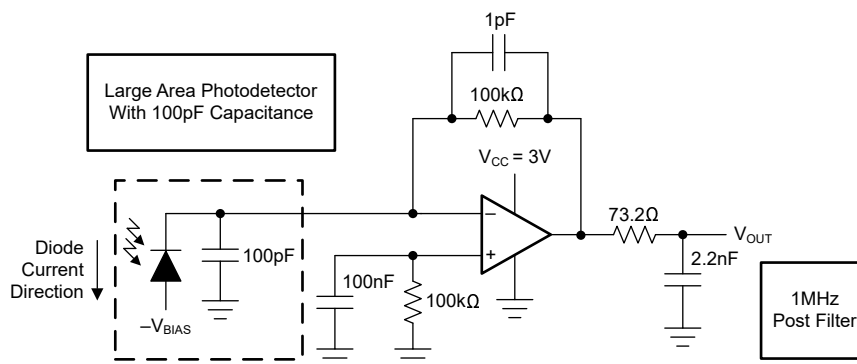 1pF
Large Area Photodetector
With 100pF Capacitance
100kΩ
V_CC = 3V
−
+
73.2Ω
V_OUT
Diode
Current
Direction
100pF
100nF
100kΩ
2.2nF
–V_BIAS
1MHz
Post Filter